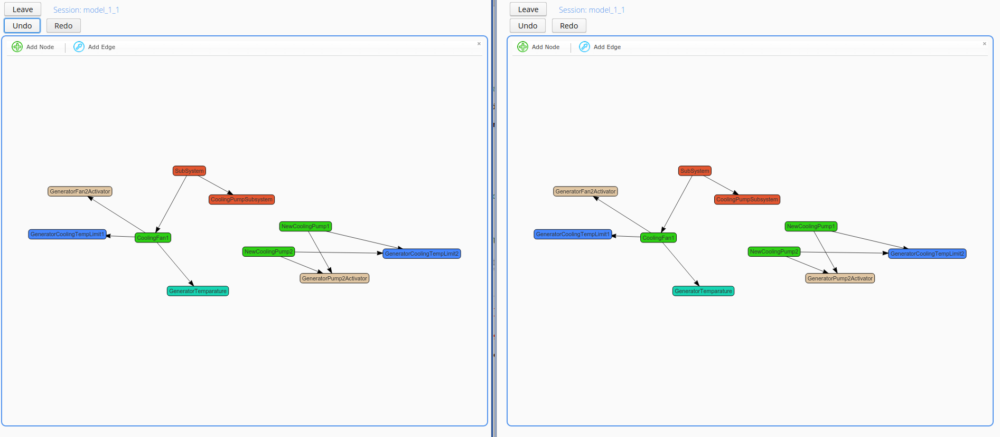 Leave
Session: model_1_1
Undo
Redo
Add Node
Add Edge
×
SubSystem
GeneratorFan2Activator
CoolingPumpSubsystem
NewCoolingPump1
GeneratorCoolingTempLimit1
CoolingFan1
NewCoolingPump2
GeneratorCoolingTempLimit2
GeneratorPump2Activator
GeneratorTemparature
Leave
Session: model_1_1
Undo
Redo
Add Node
Add Edge
×
SubSystem
GeneratorFan2Activator
CoolingPumpSubsystem
NewCoolingPump1
GeneratorCoolingTempLimit1
CoolingFan1
NewCoolingPump2
GeneratorCoolingTempLimit2
GeneratorPump2Activator
GeneratorTemparature